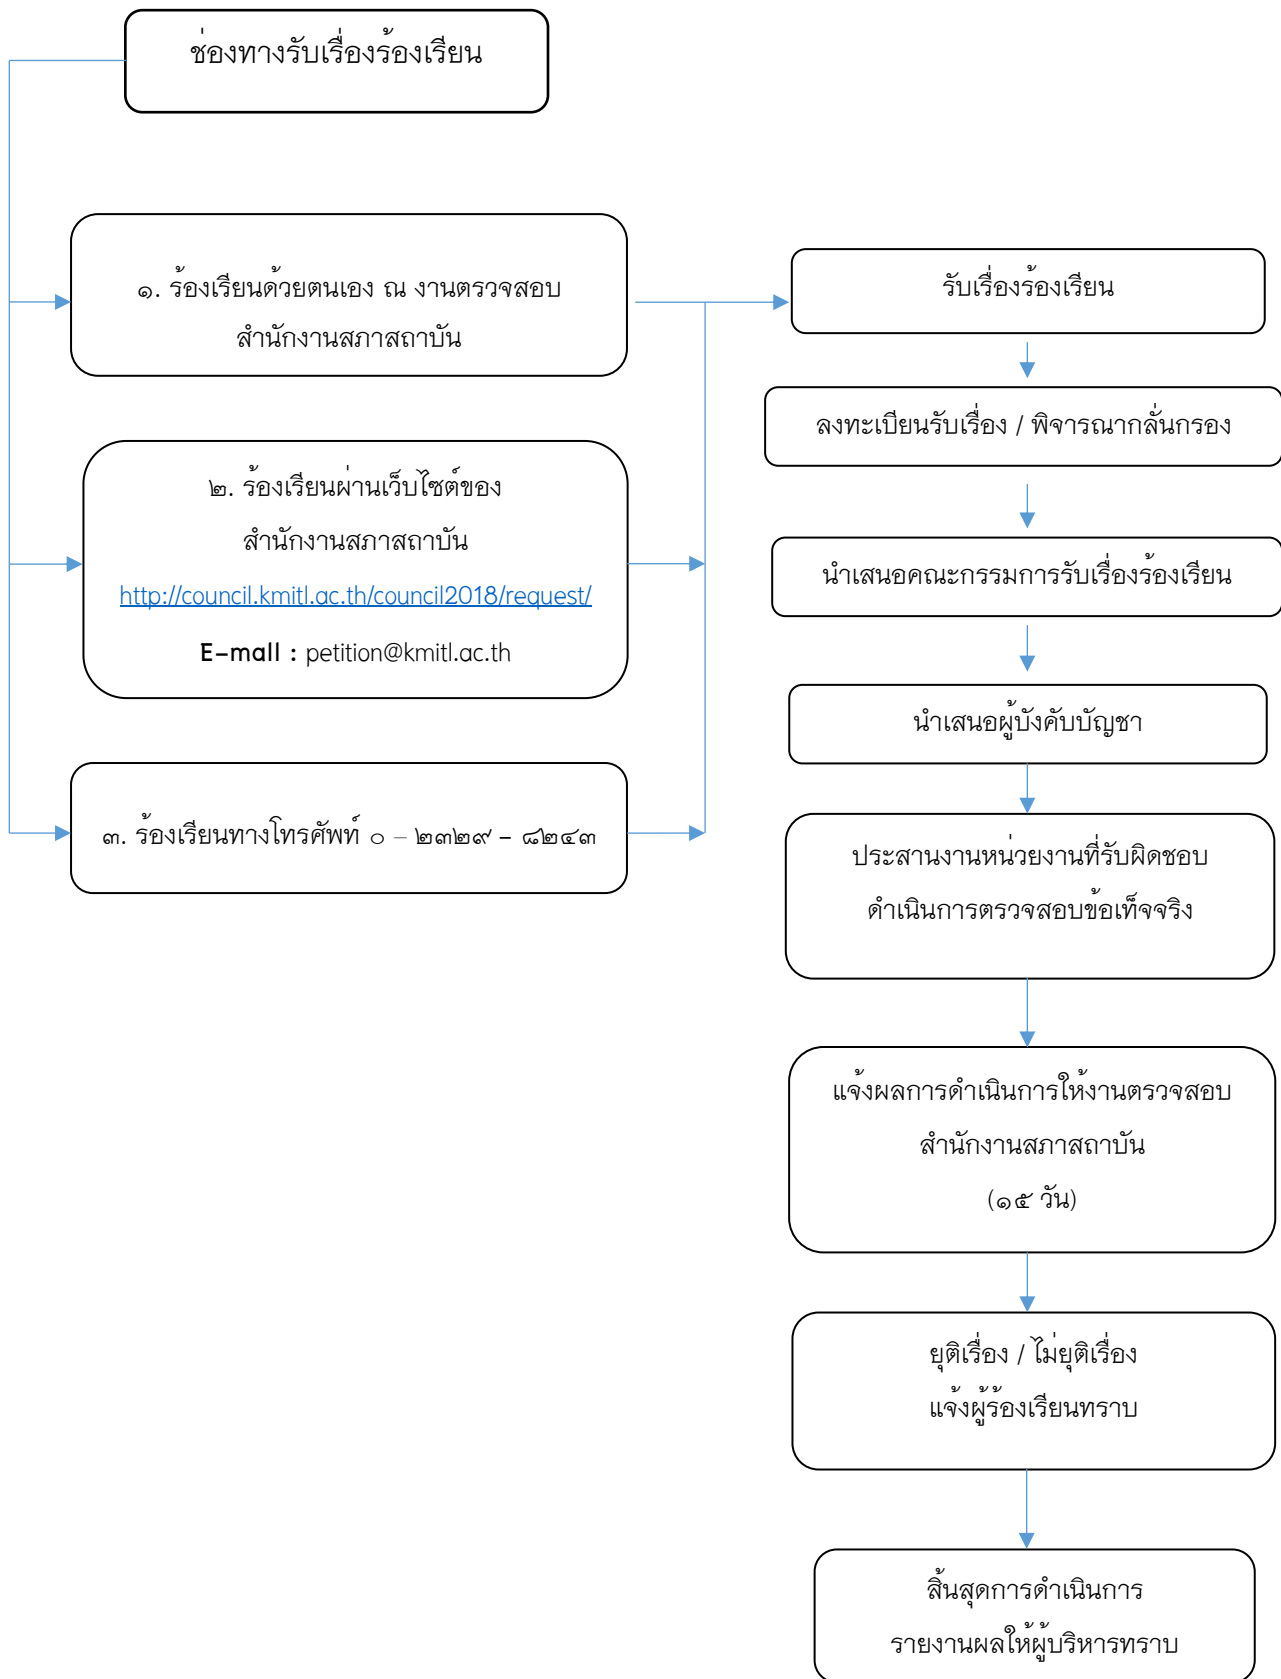 ช่องทางรับเรื่องร้องเรียน
๑. ร้องเรียนด้วยตนเอง ณ งานตรวจสอบ
สำนักงานสภาสถาบัน
๒. ร้องเรียนผ่านเว็บไซต์ของ
สำนักงานสภาสถาบัน
http://council.kmitl.ac.th/council2018/request/
E-mall : petition@kmitl.ac.th
๓. ร้องเรียนทางโทรศัพท์ ๐ – ๒๓๒๙ – ๘๒๔๓
รับเรื่องร้องเรียน
ลงทะเบียนรับเรื่อง / พิจารณากลั่นกรอง
นำเสนอคณะกรรมการรับเรื่องร้องเรียน
นำเสนอผู้บังคับบัญชา
ประสานงานหน่วยงานที่รับผิดชอบ
ดำเนินการตรวจสอบข้อเท็จจริง
แจ้งผลการดำเนินการให้งานตรวจสอบ
สำนักงานสภาสถาบัน
(๑๕ วัน)
ยุติเรื่อง / ไม่ยุติเรื่อง
แจ้งผู้ร้องเรียนทราบ
สิ้นสุดการดำเนินการ
รายงานผลให้ผู้บริหารทราบ